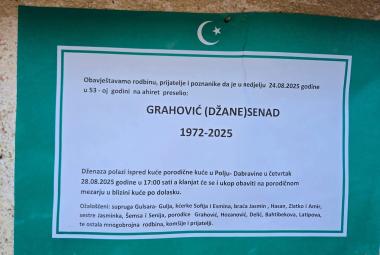 Obavještavamo rodbinu, prijatelje i poznanike da je u nedjelju 24.08.2025 godine
u 53 - oj godini na ahiret preselio:
GRAHOVIĆ (DŽANE)SENAD
1972-2025
Dženaza polazi ispred kuće porodične kuće u Polju- Dabravine u četvrtak
28.08.2025 godine u 17:00 sati a klanjat će se i ukop obaviti na porodičnom
mezarju u blizini kuće po dolasku.
Ožalošćeni: supruga Gulsara- Gulja, kćerke Sofija i Esmina, braća Jasmin , Hasan, Zlatko i Amir,
sestre Jasminka, Šemsa i Senija, porodice Grahović, Hozanović, Delić, Bahtibekova, Latipova,
te ostala mnogobrojna rodbina, komšije i prijatelji.